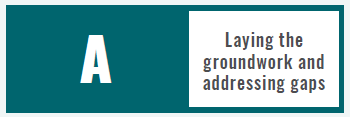 A
Laying the
groundwork and
addressing gaps